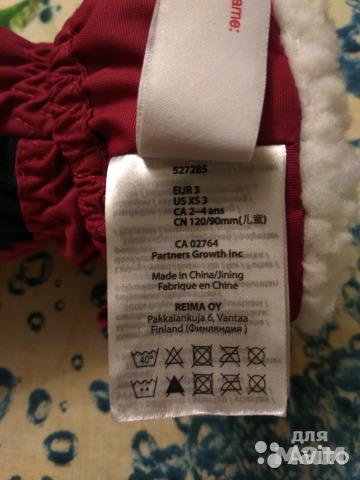 ame:
527285
EUR 3
US XS 3
CA 2-4 ans
CN 120/90mm(儿童)
CA 02764
Partners Growth Inc
Made in China/Jining
Fabrique en Chine
REIMA OY
Pakkalankuja 6, Vantaa
Finland (Финляндия )
40°
для
Avito